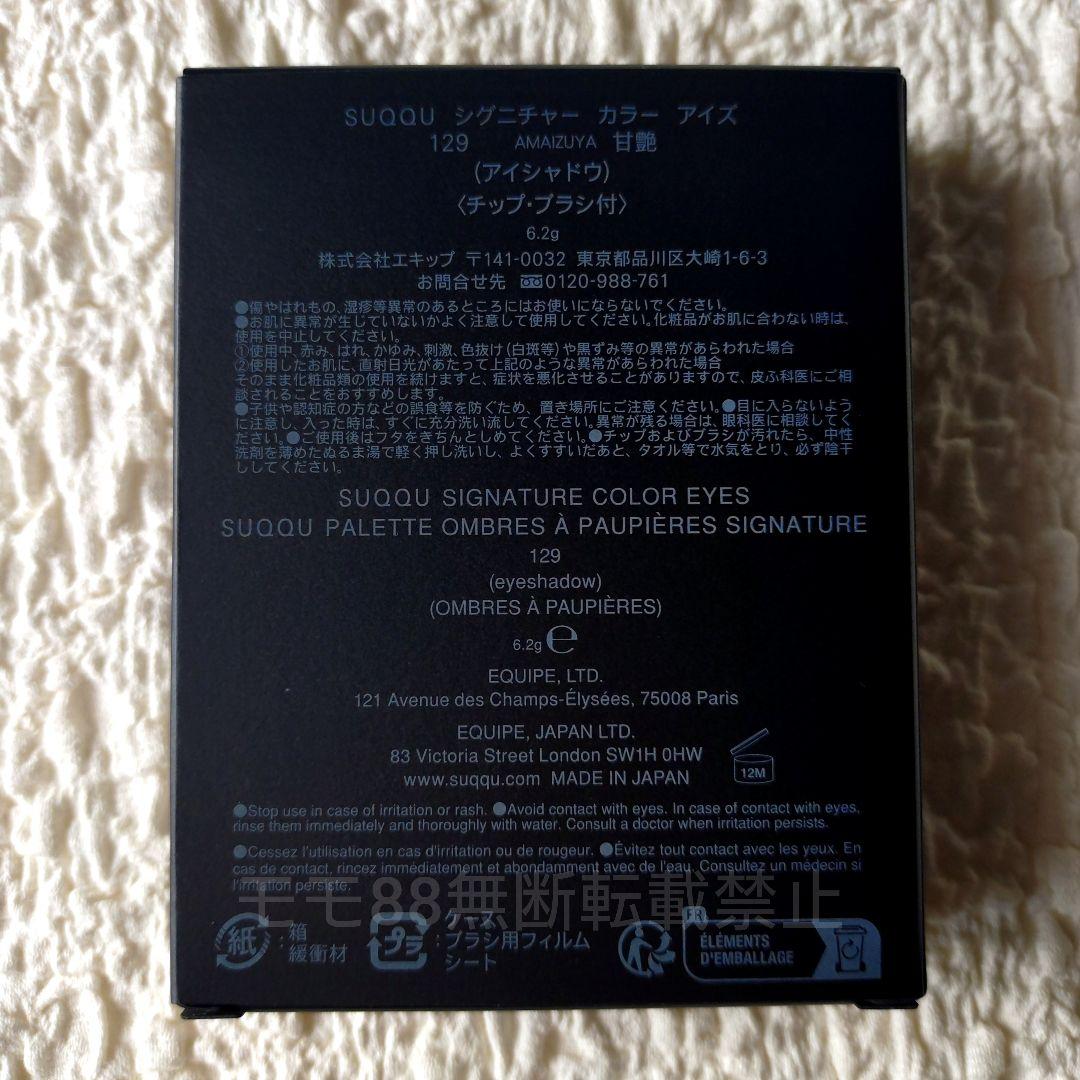 SUQQU シグニチャー カラー アイズ
129 AMAIZUYA 甘艶
(アイシャドウ)
〈チップ・ブラシ付〉
6.2g
株式会社エキップ 〒141-0032 東京都品川区大崎1-6-3
お問合せ先 0120-988-761
●傷やはれもの、湿疹等異常のあるところにはお使いにならないでください。
●お肌に異常が生じていないかよく注意して使用してください。化粧品がお肌に合わない時は、
使用を中止してください。
①使用中、赤み、はれ、かゆみ、刺激、色抜け(白斑等)や黒ずみ等の異常があらわれた場合
②使用したお肌に、直射日光があたって上記のような異常があらわれた場合
そのまま化粧品類の使用を続けますと、症状を悪化させることがありますので、皮ふ科医にご相
談されることをおすすめします。
●子供や認知症の方などの誤食等を防ぐため、置き場所にご注意ください。●目に入らないよう
に注意し、入った時は、すぐに充分洗い流してください。異常が残る場合は、眼科医に相談してく
ださい。●ご使用後はフタをきちんとしめてください。●チップおよびブラシが汚れたら、中性
洗剤を薄めたぬるま湯で軽く押し洗いし、よくすすいだあと、タオル等で水気をとり、必ず陰干
ししてください。
SUQQU SIGNATURE COLOR EYES
SUQQU PALETTE OMBRES À PAUPIÈRES SIGNATURE
129
(eyeshadow)
(OMBRES À PAUPIÈRES)
6.2g ℮
EQUIPE, LTD.
121 Avenue des Champs-Élysées, 75008 Paris
EQUIPE, JAPAN LTD.
83 Victoria Street London SW1H 0HW
www.suqqu.com MADE IN JAPAN
12M
●Stop use in case of irritation or rash. ●Avoid contact with eyes. In case of contact with eyes,
rinse them immediately and thoroughly with water. Consult a doctor when irritation persists.
●Cessez l'utilisation en cas d'irritation ou de rougeur. ●Évitez tout contact avec les yeux. En
cas de contact, rincez immédiatement et abondamment avec de l'eau. Consultez un médecin si
l'irritation persiste.
モモ88無断転載禁止
紙 : 箱
緩衝材
プラ : ケース
ブラシ用フィルム
シート
FR
ÉLÉMENTS
D'EMBALLAGE